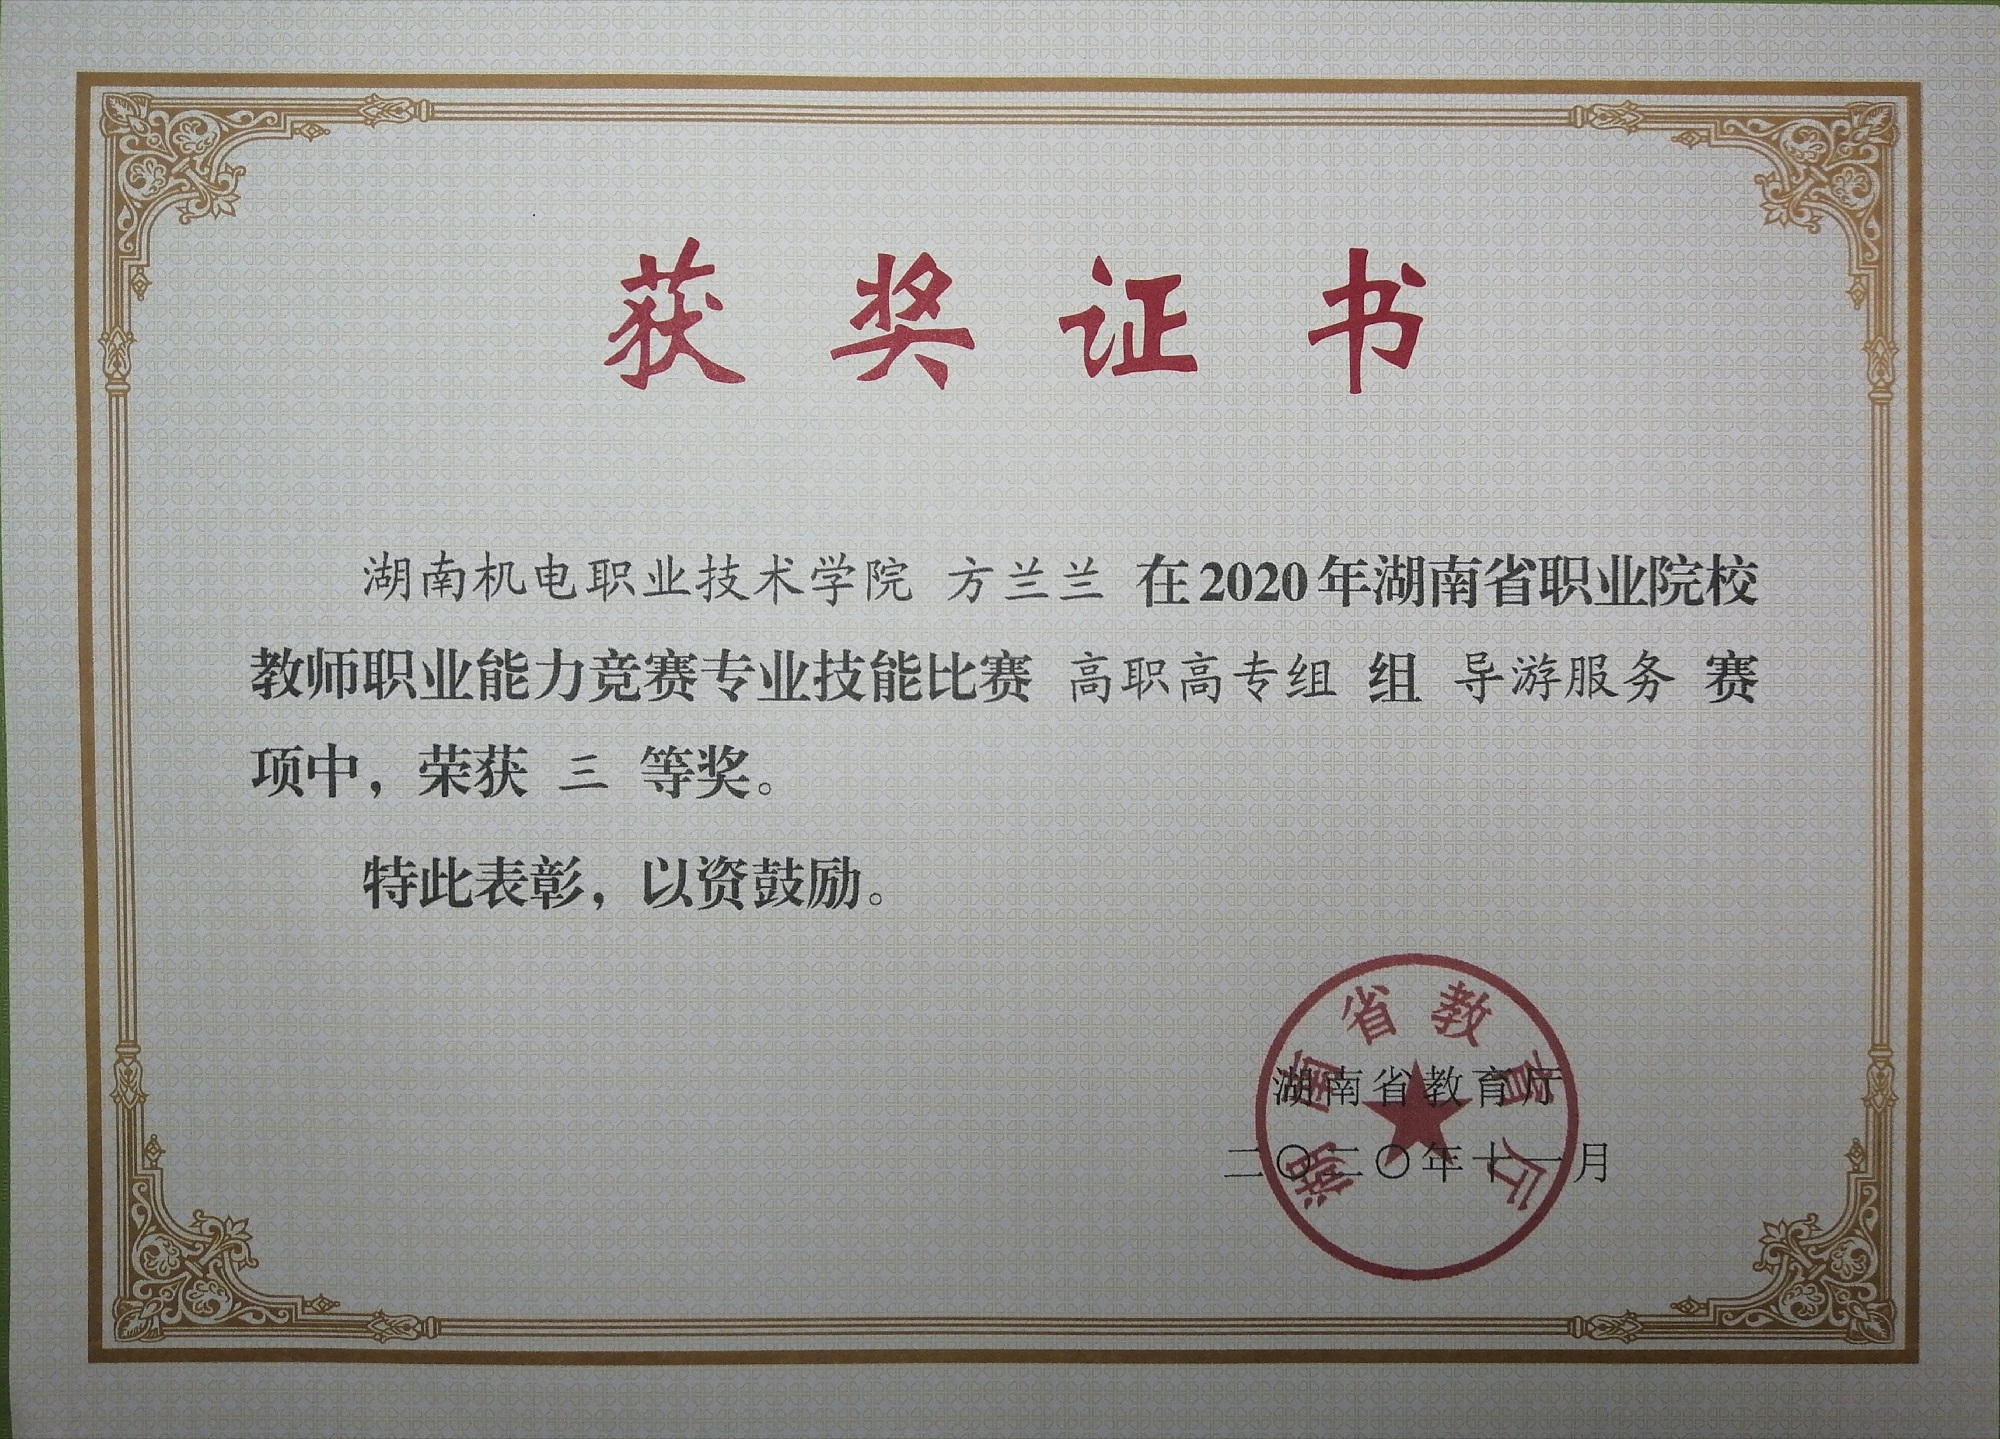 获奖证书
湖南机电职业技术学院 方兰兰 在2020年湖南省职业院校
教师职业能力竞赛专业技能比赛 高职高专组 组 导游服务 赛
项中，荣获 三 等奖。
特此表彰，以资鼓励。
湖南省教育厅
湖南省教育厅
二〇二〇年十一月